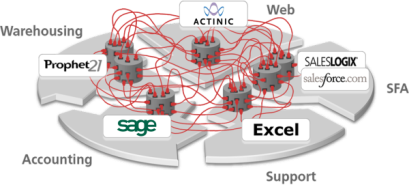 ACTINIC
Web
Warehousing
Prophet 21
SALESLOGIX
salesforce.com
SFA
sage
Excel
Accounting
Support